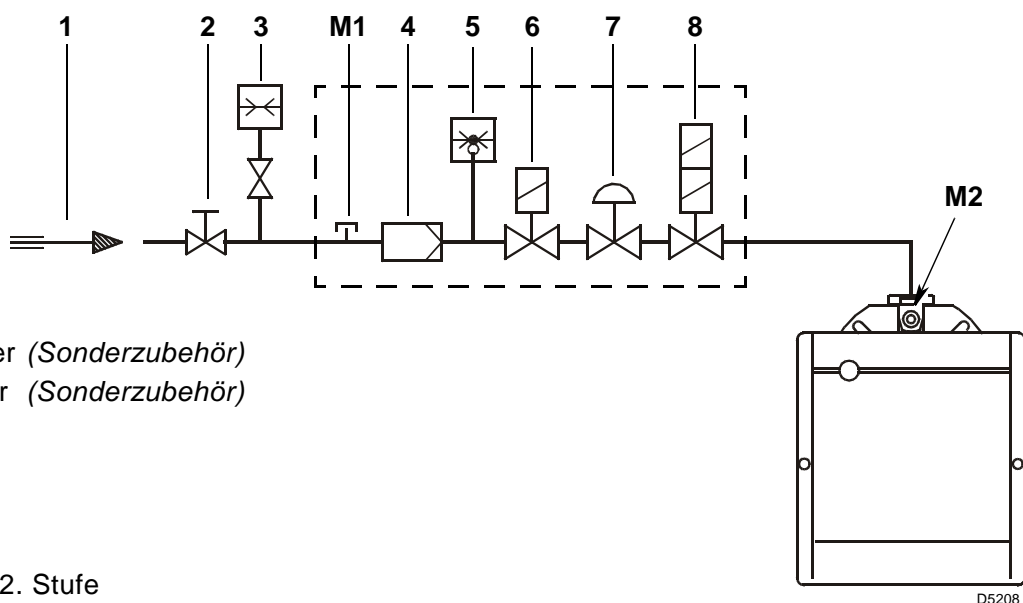 1 2 3 M1 4 5 6 7 8
M2
er (Sonderzubehör)
r (Sonderzubehör)
2. Stufe
D5208